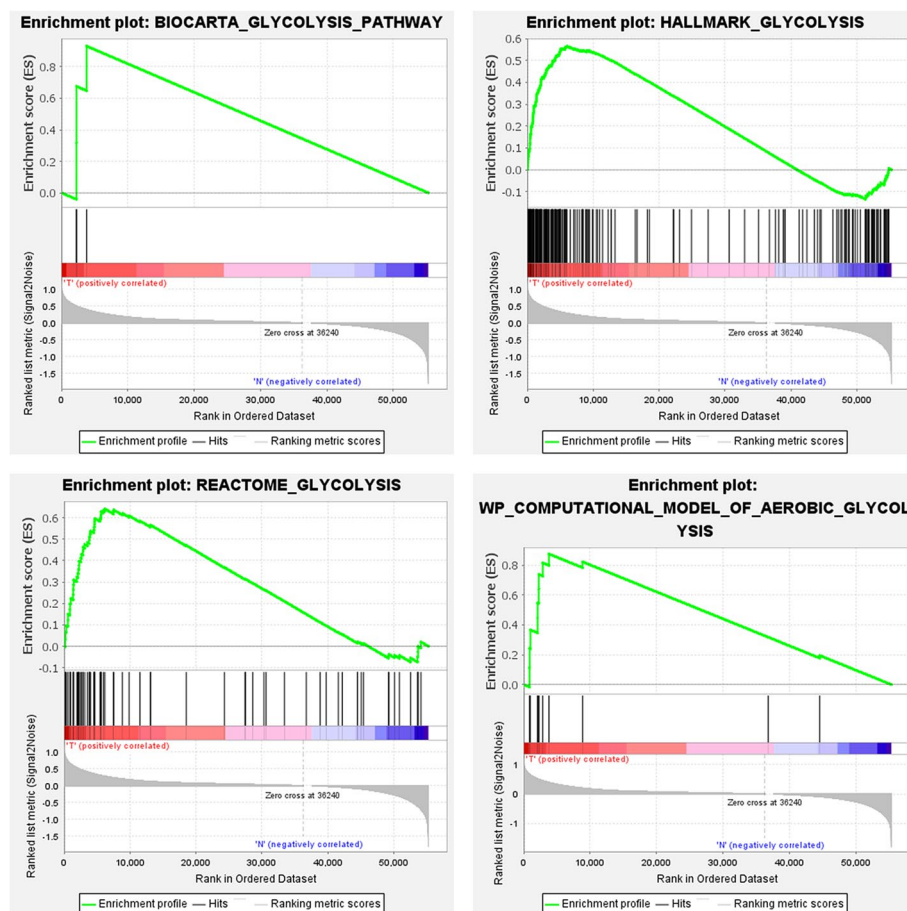 Enrichment plot: BIOCARTA_GLYCOLYSIS_PATHWAY
Enrichment score (ES)
0.8
0.6
0.4
0.2
0.0
'T' (positively correlated)
Ranked list metric (Signal2Noise)
1.0
0.5
0.0
-0.5
-1.0
-1.5
Zero cross at 36240
'N' (negatively correlated)
0 10,000 20,000 30,000 40,000 50,000
Rank in Ordered Dataset
Enrichment profile Hits Ranking metric scores
Enrichment plot: HALLMARK_GLYCOLYSIS
Enrichment score (ES)
0.6
0.5
0.4
0.3
0.2
0.1
0.0
-0.1
'T' (positively correlated)
Ranked list metric (Signal2Noise)
1.0
0.5
0.0
-0.5
-1.0
-1.5
Zero cross at 36240
'N' (negatively correlated)
0 10,000 20,000 30,000 40,000 50,000
Rank in Ordered Dataset
Enrichment profile Hits Ranking metric scores
Enrichment plot: REACTOME_GLYCOLYSIS
Enrichment score (ES)
0.6
0.5
0.4
0.3
0.2
0.1
0.0
-0.1
'T' (positively correlated)
Ranked list metric (Signal2Noise)
1.0
0.5
0.0
-0.5
-1.0
-1.5
Zero cross at 36240
'N' (negatively correlated)
0 10,000 20,000 30,000 40,000 50,000
Rank in Ordered Dataset
Enrichment profile Hits Ranking metric scores
Enrichment plot:
WP_COMPUTATIONAL_MODEL_OF_AEROBIC_GLYCOL
YSIS
Enrichment score (ES)
0.8
0.6
0.4
0.2
0.0
'T' (positively correlated)
Ranked list metric (Signal2Noise)
1
0
-1
Zero cross at 36240
'N' (negatively correlated)
0 10,000 20,000 30,000 40,000 50,000
Rank in Ordered Dataset
Enrichment profile Hits Ranking metric scores